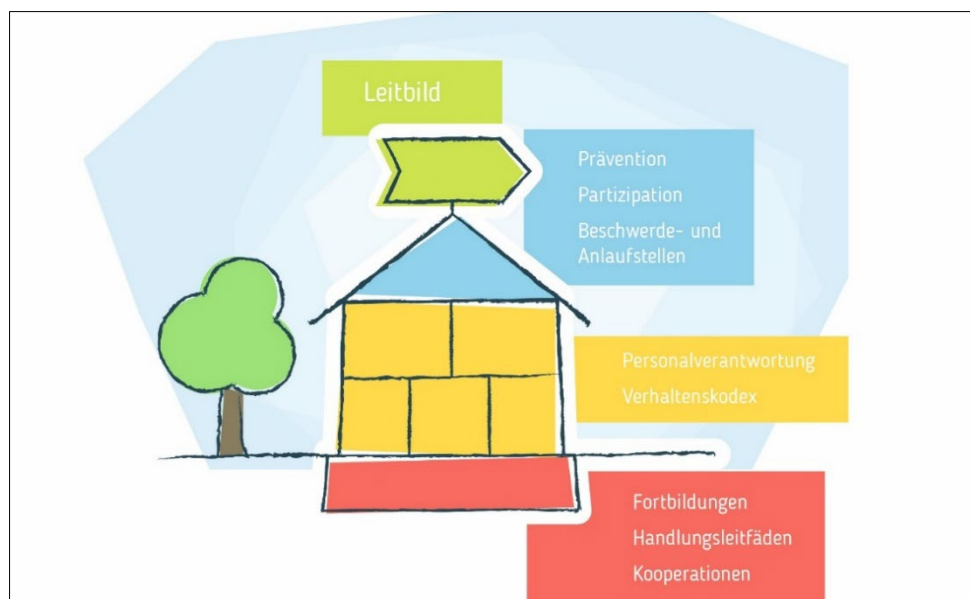 Leitbild
Prävention
Partizipation
Beschwerde- und
Anlaufstellen
Personalverantwortung
Verhaltenskodex
Fortbildungen
Handlungsleitfäden
Kooperationen